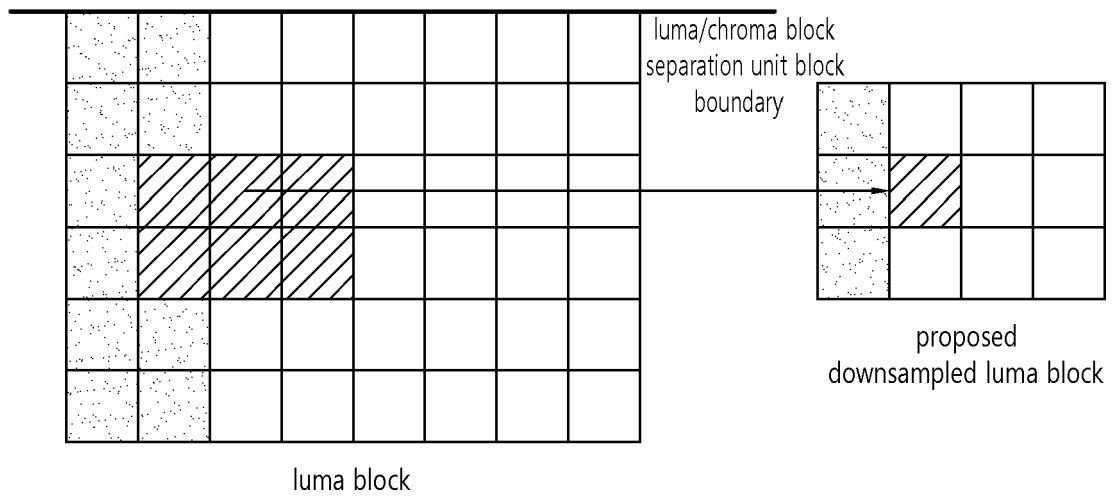 luma/chroma block
separation unit block
boundary
proposed
downsampled luma block
luma block